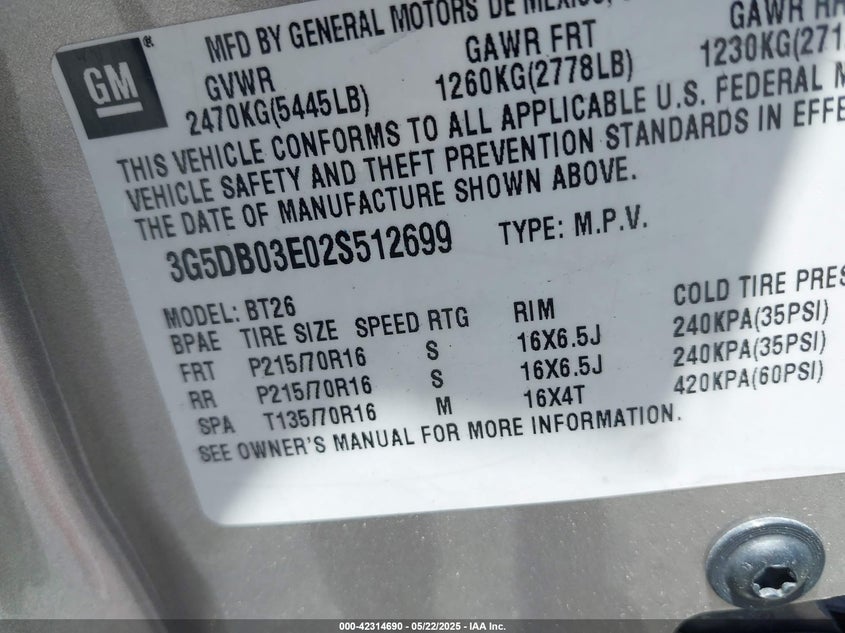 GM
MFD BY GENERAL MOTORS DE MEXICO,
GVWR GAWR FRT GAWR RR
2470KG(5445LB) 1260KG(2778LB) 1230KG(271
THIS VEHICLE CONFORMS TO ALL APPLICABLE U.S. FEDERAL M
VEHICLE SAFETY AND THEFT PREVENTION STANDARDS IN EFFE
THE DATE OF MANUFACTURE SHOWN ABOVE.
3G5DB03E02S512699 TYPE: M.P.V.
MODEL: BT26
BPAE TIRE SIZE SPEED RTG RIM COLD TIRE PRES
FRT P215/70R16 S 16X6.5J 240KPA(35PSI)
RR P215/70R16 S 16X6.5J 240KPA(35PSI)
SPA T135/70R16 M 16X4T 420KPA(60PSI)
SEE OWNER'S MANUAL FOR MORE INFORMATION.
000-42314690 - 05/22/2025 - IAA Inc.